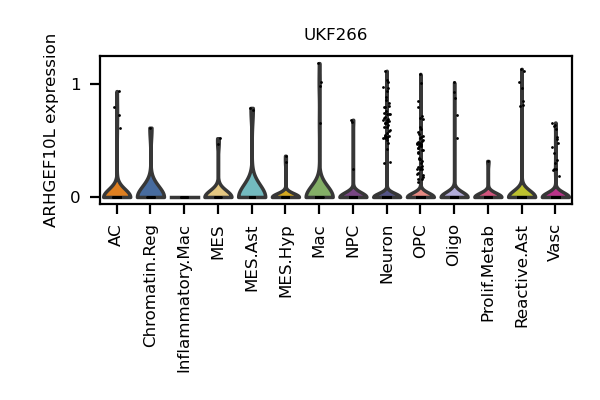 UKF266
ARHGEF10L expression
1
0
AC
Chromatin.Reg
Inflammatory.Mac
MES
MES.Ast
MES.Hyp
Mac
NPC
Neuron
OPC
Oligo
Prolif.Metab
Reactive.Ast
Vasc